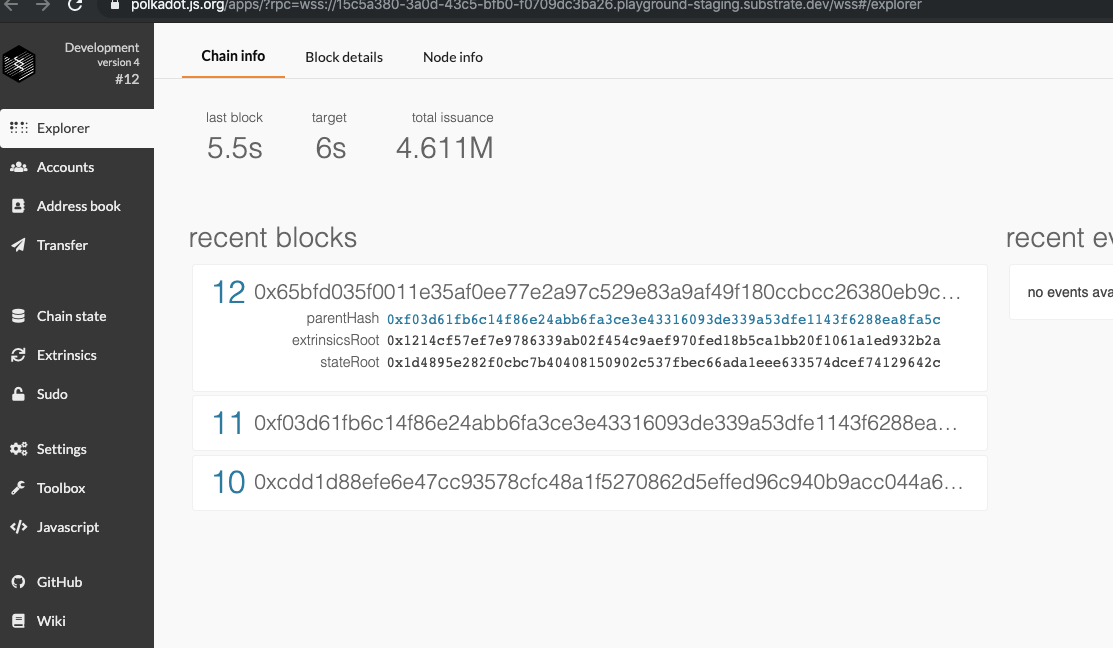 polkadot.js.org/apps/?rpc=wss://15c5a380-3a0d-43c5-bfb0-f0709dc3ba26.playground-staging.substrate.dev/wss#/explorer
Development
version 4
#12
Chain info
Block details
Node info
last block
target
total issuance
5.5s
6s
4.611M
Explorer
Accounts
Address book
Transfer
Chain state
Extrinsics
Sudo
Settings
Toolbox
Javascript
GitHub
Wiki
recent blocks
12 0x65bfd035f0011e35af0ee77e2a97c529e83a9af49f180ccbcc26380eb9c…
parentHash 0xf03d61fb6c14f86e24abb6fa3ce3e43316093de339a53dfe1143f6288ea8fa5c
extrinsicsRoot 0x1214cf57ef7e9786339ab02f454c9aef970fed18b5ca1bb20f1061a1ed932b2a
stateRoot 0x1d4895e282f0cbc7b40408150902c537fbec66ada1eee633574dcef74129642c
11 0xf03d61fb6c14f86e24abb6fa3ce3e43316093de339a53dfe1143f6288ea…
10 0xcdd1d88efe6e47cc93578cfc48a1f5270862d5effed96c940b9acc044a6…
recent ev
no events ava